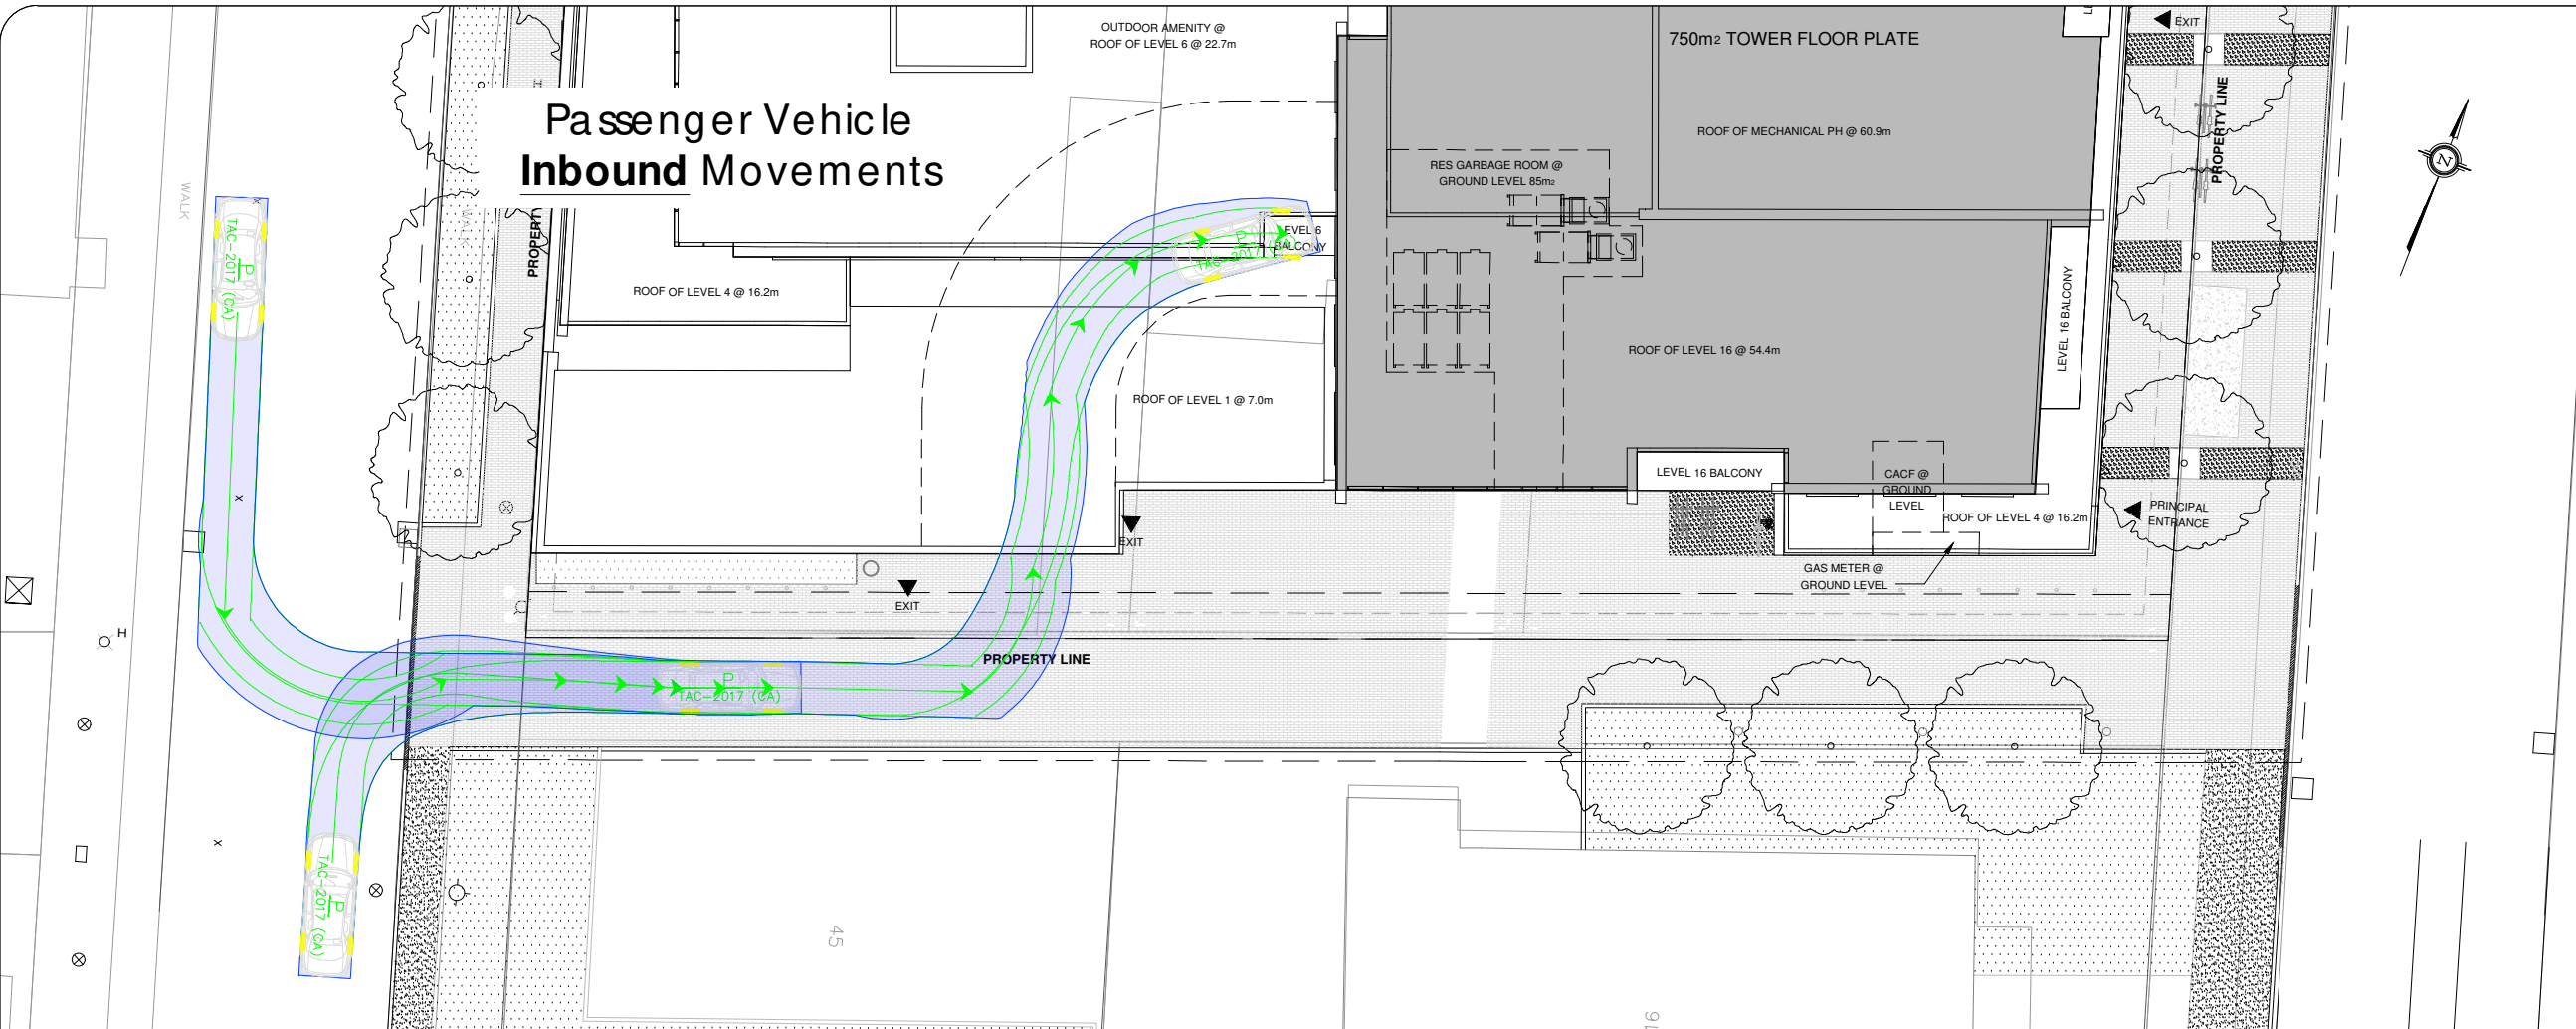 EXIT
OUTDOOR AMENITY @
ROOF OF LEVEL 6 @ 22.7m
750m2 TOWER FLOOR PLATE
Passenger Vehicle
Inbound Movements
ROOF OF MECHANICAL PH @ 60.9m
PROPERTY LINE
RES GARBAGE ROOM @
GROUND LEVEL 85m2
N
WALK
WALK
PROPERTY
P
TAC-2017 (CA)
LEVEL 6
BALCONY
P
TAC-2017 (CA)
ROOF OF LEVEL 4 @ 16.2m
LEVEL 16 BALCONY
ROOF OF LEVEL 16 @ 54.4m
ROOF OF LEVEL 1 @ 7.0m
LEVEL 16 BALCONY
CACF @
GROUND
LEVEL
ROOF OF LEVEL 4 @ 16.2m
PRINCIPAL
ENTRANCE
EXIT
GAS METER @
GROUND LEVEL
EXIT
H
PROPERTY LINE
P
TAC-2017 (CA)
P
TAC-2017 (CA)
45